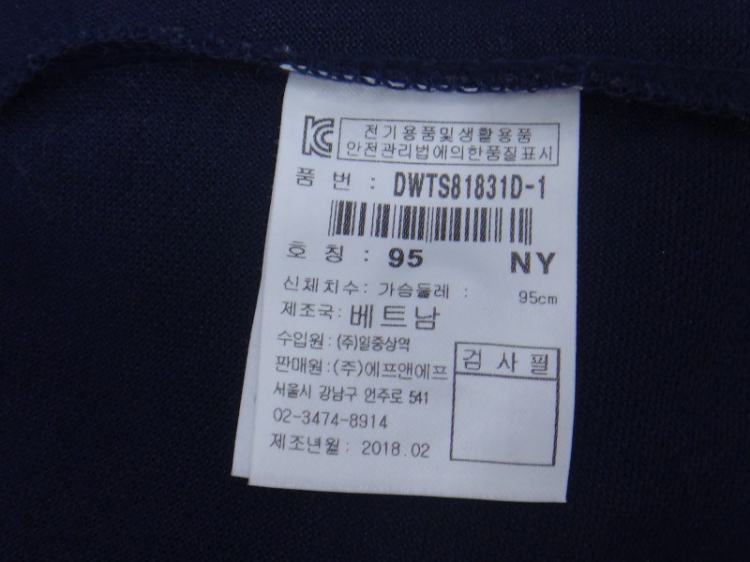 KC
전기용품및생활용품
안전관리법에의한품질표시
품 번 : DWTS81831D-1
호 칭 : 95 NY
신체치수: 가슴둘레 : 95cm
제조국: 베트남
수입원: (주)일중상역
판매원:(주)에프앤에프
검 사 필
서울시 강남구 언주로 541
02-3474-8914
제조년월: 2018.02